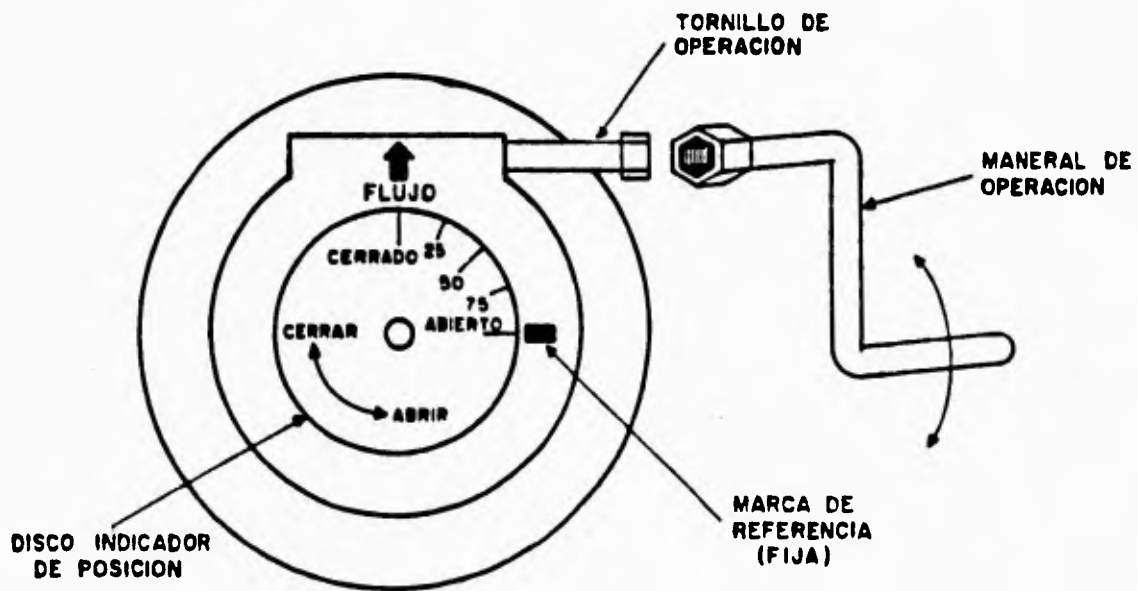 TORNILLO DE
OPERACION
MANERAL DE
OPERACION
FLUJO
CERRADO
25
50
75
ABIERTO
CERRAR
ABRIR
MARCA DE
REFERENCIA
(FIJA)
DISCO INDICADOR
DE POSICION